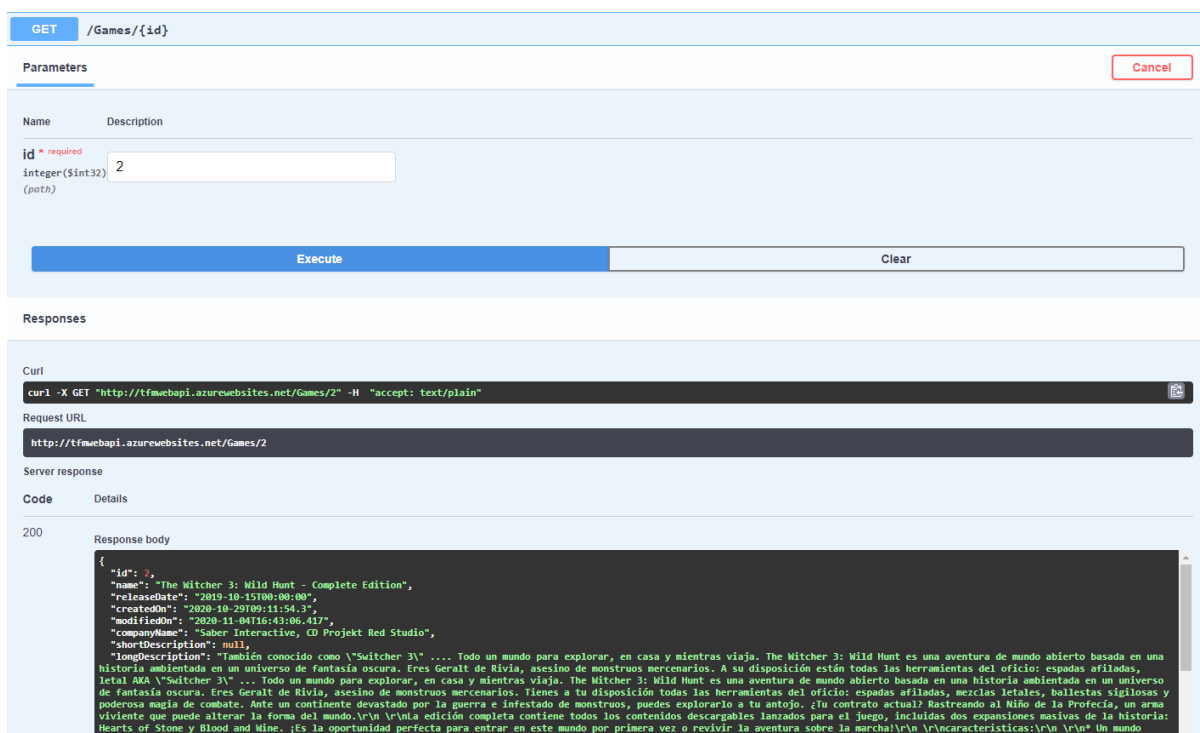 GET /Games/{id}
Parameters
Cancel
Name Description
id * required
integer($int32)
(path)
2
Execute Clear
Responses
Curl
curl -X GET "http://tfmwebapi.azurewebsites.net/Games/2" -H  "accept: text/plain"
Request URL
http://tfmwebapi.azurewebsites.net/Games/2
Server response
Code Details
200
Response body
{
"id": 2,
"name": "The Witcher 3: Wild Hunt - Complete Edition",
"releaseDate": "2019-10-15T00:00:00",
"createdOn": "2020-10-29T09:11:54.3",
"modifiedOn": "2020-11-04T16:43:06.417",
"companyName": "Saber Interactive, CD Projekt Red Studio",
"shortDescription": null,
"longDescription": "También conocido como \"Switcher 3\" .... Todo un mundo para explorar, en casa y mientras viaja. The Witcher 3: Wild Hunt es una aventura de mundo abierto basada en una
historia ambientada en un universo de fantasía oscura. Eres Geralt de Rivia, asesino de monstruos mercenarios. A su disposición están todas las herramientas del oficio: espadas afiladas,
letal AKA \"Switcher 3\" ... Todo un mundo para explorar, en casa y mientras viaja. The Witcher 3: Wild Hunt es una aventura de mundo abierto basada en una historia ambientada en un universo
de fantasía oscura. Eres Geralt de Rivia, asesino de monstruos mercenarios. Tienes a tu disposición todas las herramientas del oficio: espadas afiladas, mezclas letales, ballestas sigilosas y
poderosa magia de combate. Ante un continente devastado por la guerra e infestado de monstruos, puedes explorarlo a tu antojo. ¿Tu contrato actual? Rastreando al Niño de la Profecía, un arma
viviente que puede alterar la forma del mundo.\r\n \r\nLa edición completa contiene todos los contenidos descargables lanzados para el juego, incluidas dos expansiones masivas de la historia:
Hearts of Stone y Blood and Wine. ¡Es la oportunidad perfecta para entrar en este mundo por primera vez o revivir la aventura sobre la marcha!\r\n \r\ncaracteristicas:\r\n \r\n* Un mundo